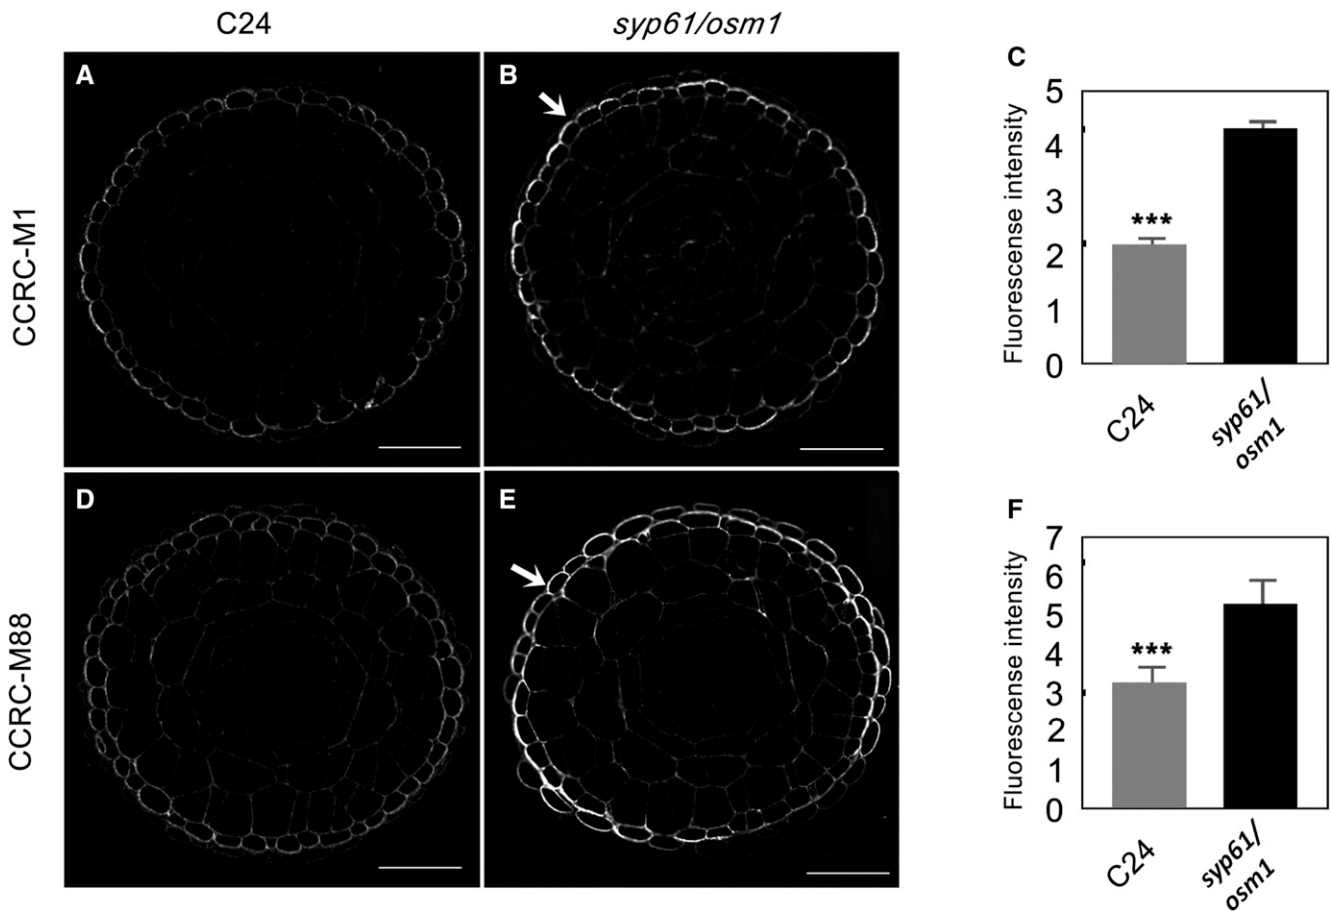 C24
syp61/osm1
A
B
CCRC-M1
C
Fluorescense intensity
5
4
3
2
1
0
***
C24
syp61/
osm1
D
E
CCRC-M88
F
Fluorescense intensity
7
6
5
4
3
2
1
0
***
C24
syp61/
osm1